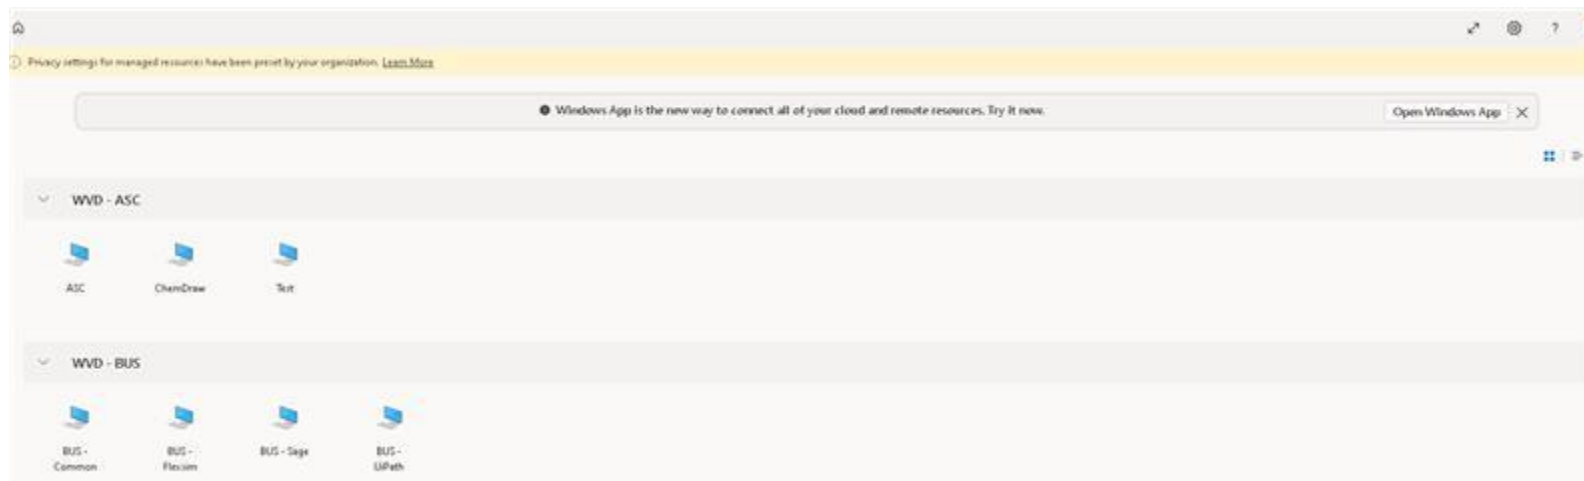 ?
Privacy settings for managed resources have been preset by your organization. Learn More
Windows App is the new way to connect all of your cloud and remote resources. Try it now.
Open Windows App
WVD - ASC
ASC
ChemDraw
Test
WVD - BUS
BUS -
Common
BUS -
Flexsim
BUS - Sage
BUS -
UiPath